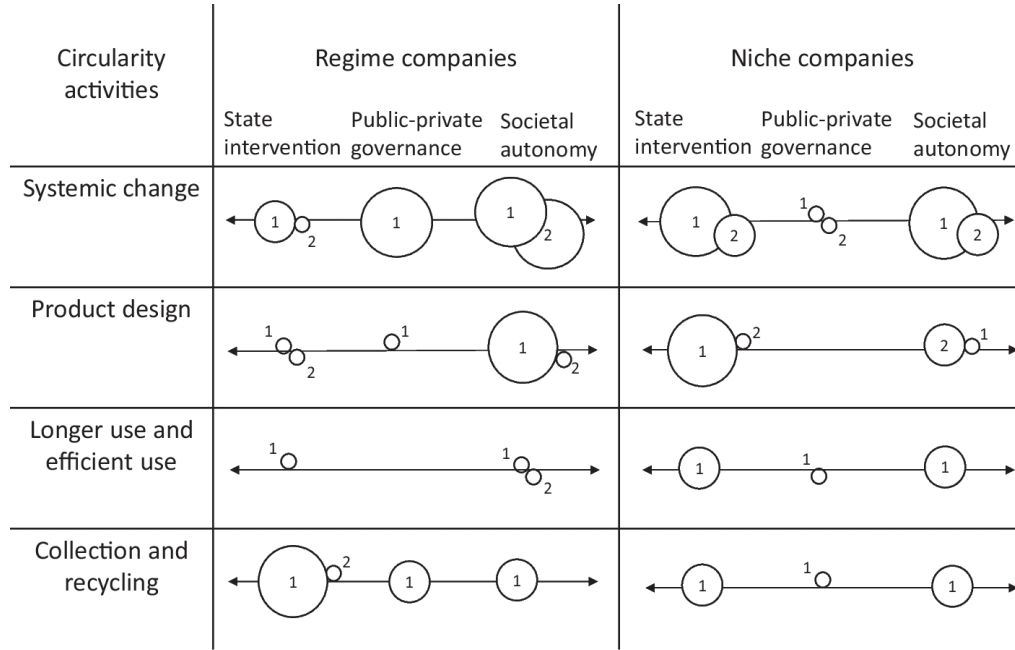 Circularity
activities
Regime companies
Niche companies
State
intervention
Public-private
governance
Societal
autonomy
State
intervention
Public-private
governance
Societal
autonomy
Systemic change
1
2
1
1
2
1
2
1
2
1
2
Product design
1
2
1
1
2
1
2
2
1
Longer use and
efficient use
1
1
2
1
1
1
Collection and
recycling
1
2
1
1
1
1
1